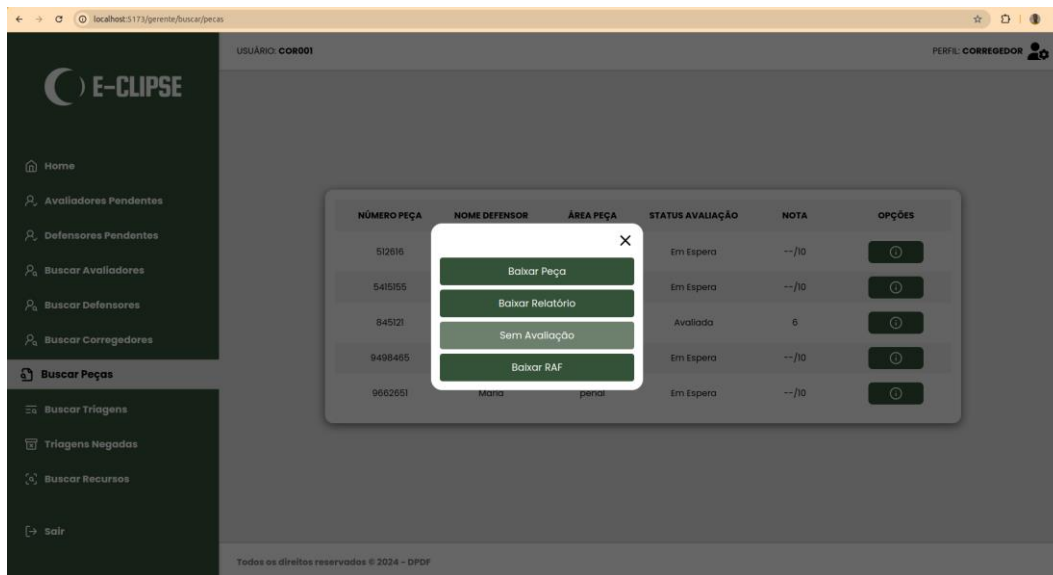 localhost:5173/gerente/buscar/pecas
USUÁRIO: COR001
PERFIL: CORREGEDOR
E-CLIPSE
Home
Avaliadores Pendentes
Defensores Pendentes
Buscar Avaliadores
Buscar Defensores
Buscar Corregedores
Buscar Peças
Buscar Triagens
Triagens Negadas
Buscar Recursos
Sair
NÚMERO PEÇA NOME DEFENSOR ÁREA PEÇA STATUS AVALIAÇÃO NOTA OPÇÕES
512616 Em Espera --/10
5415155 Em Espera --/10
845121 Avaliada 6
9498465 Em Espera --/10
9662651 Maria penal Em Espera --/10
Baixar Peça
Baixar Relatório
Sem Avaliação
Baixar RAF
Todos os direitos reservados © 2024 - DPDF